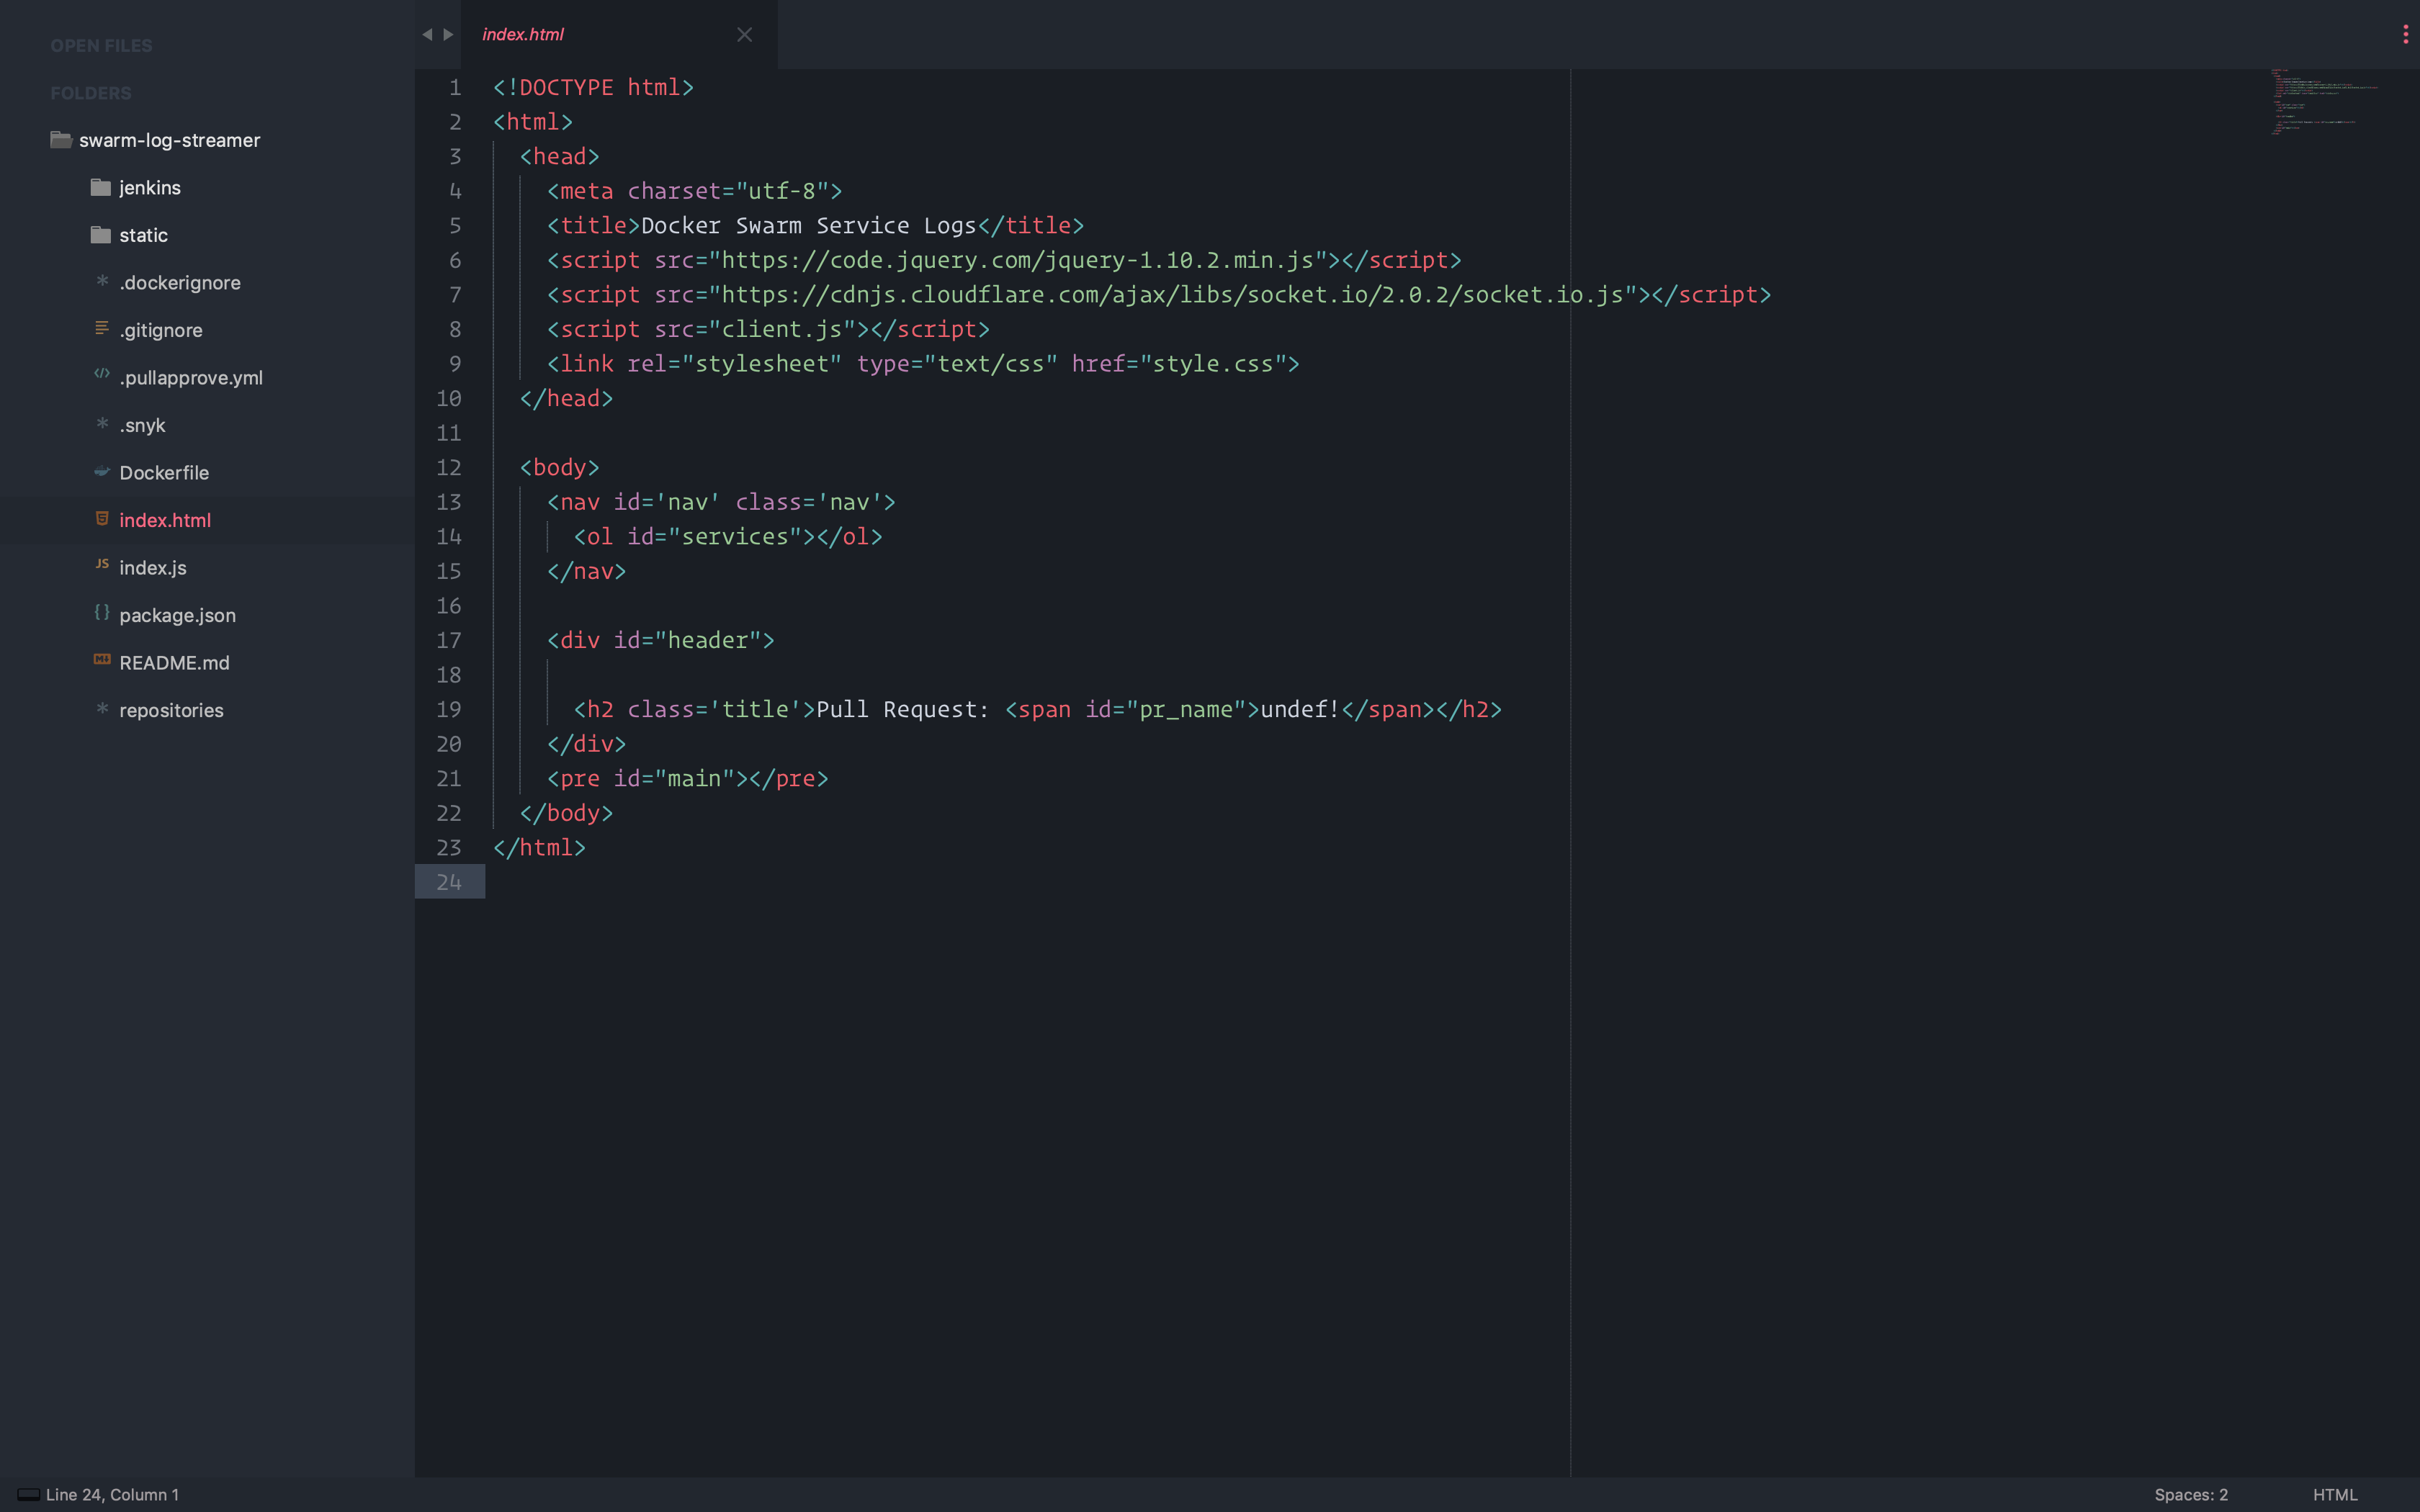 OPEN FILES
FOLDERS
swarm-log-streamer
jenkins
static
.dockerignore
.gitignore
.pullapprove.yml
.snyk
Dockerfile
index.html
JS index.js
package.json
README.md
repositories
index.html
1 <!DOCTYPE html>
2 <html>
3 <head>
4 <meta charset="utf-8">
5 <title>Docker Swarm Service Logs</title>
6 <script src="https://code.jquery.com/jquery-1.10.2.min.js"></script>
7 <script src="https://cdnjs.cloudflare.com/ajax/libs/socket.io/2.0.2/socket.io.js"></script>
8 <script src="client.js"></script>
9 <link rel="stylesheet" type="text/css" href="style.css">
10 </head>
11
12 <body>
13 <nav id='nav' class='nav'>
14 <ol id="services"></ol>
15 </nav>
16
17 <div id="header">
18
19 <h2 class='title'>Pull Request: <span id="pr_name">undef!</span></h2>
20 </div>
21 <pre id="main"></pre>
22 </body>
23 </html>
24
Line 24, Column 1
Spaces: 2
HTML